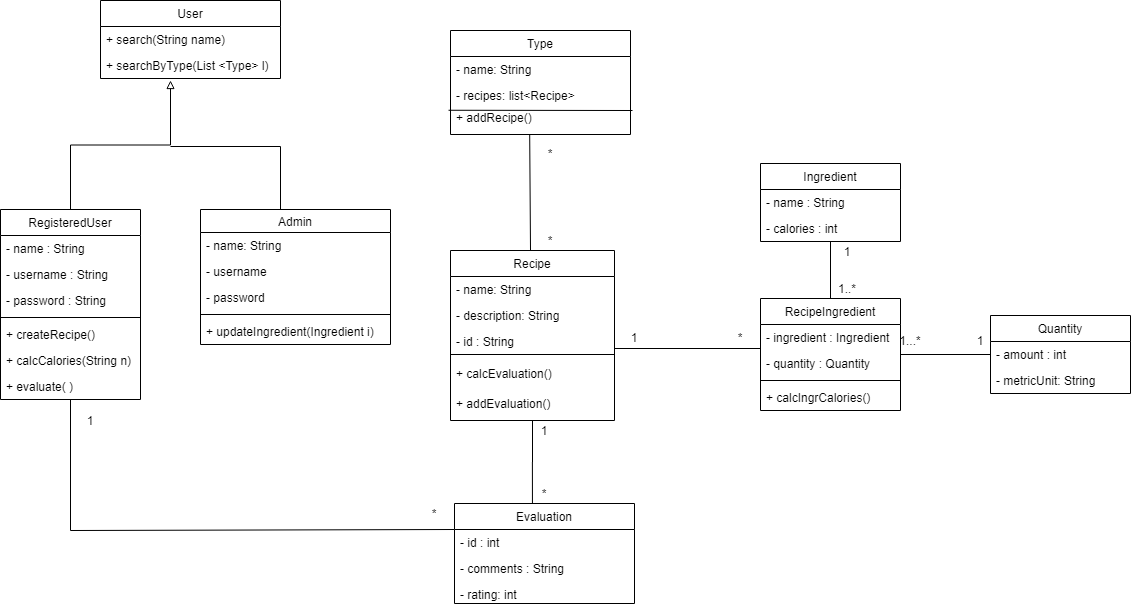 User
+ search(String name)
+ searchByType(List <Type> l)
Type
- name: String
- recipes: list<Recipe>
+ addRecipe()
*
*
Ingredient
- name : String
- calories : int
1
1..*
RegisteredUser
- name : String
- username : String
- password : String
+ createRecipe()
+ calcCalories(String n)
+ evaluate( )
1
Admin
- name: String
- username
- password
+ updateIngredient(Ingredient i)
Recipe
- name: String
- description: String
- id : String
+ calcEvaluation()
+ addEvaluation()
1
*
RecipeIngredient
- ingredient : Ingredient
- quantity : Quantity
+ calcIngrCalories()
1...*
1
Quantity
- amount : int
- metricUnit: String
1
*
*
Evaluation
- id : int
- comments : String
- rating: int